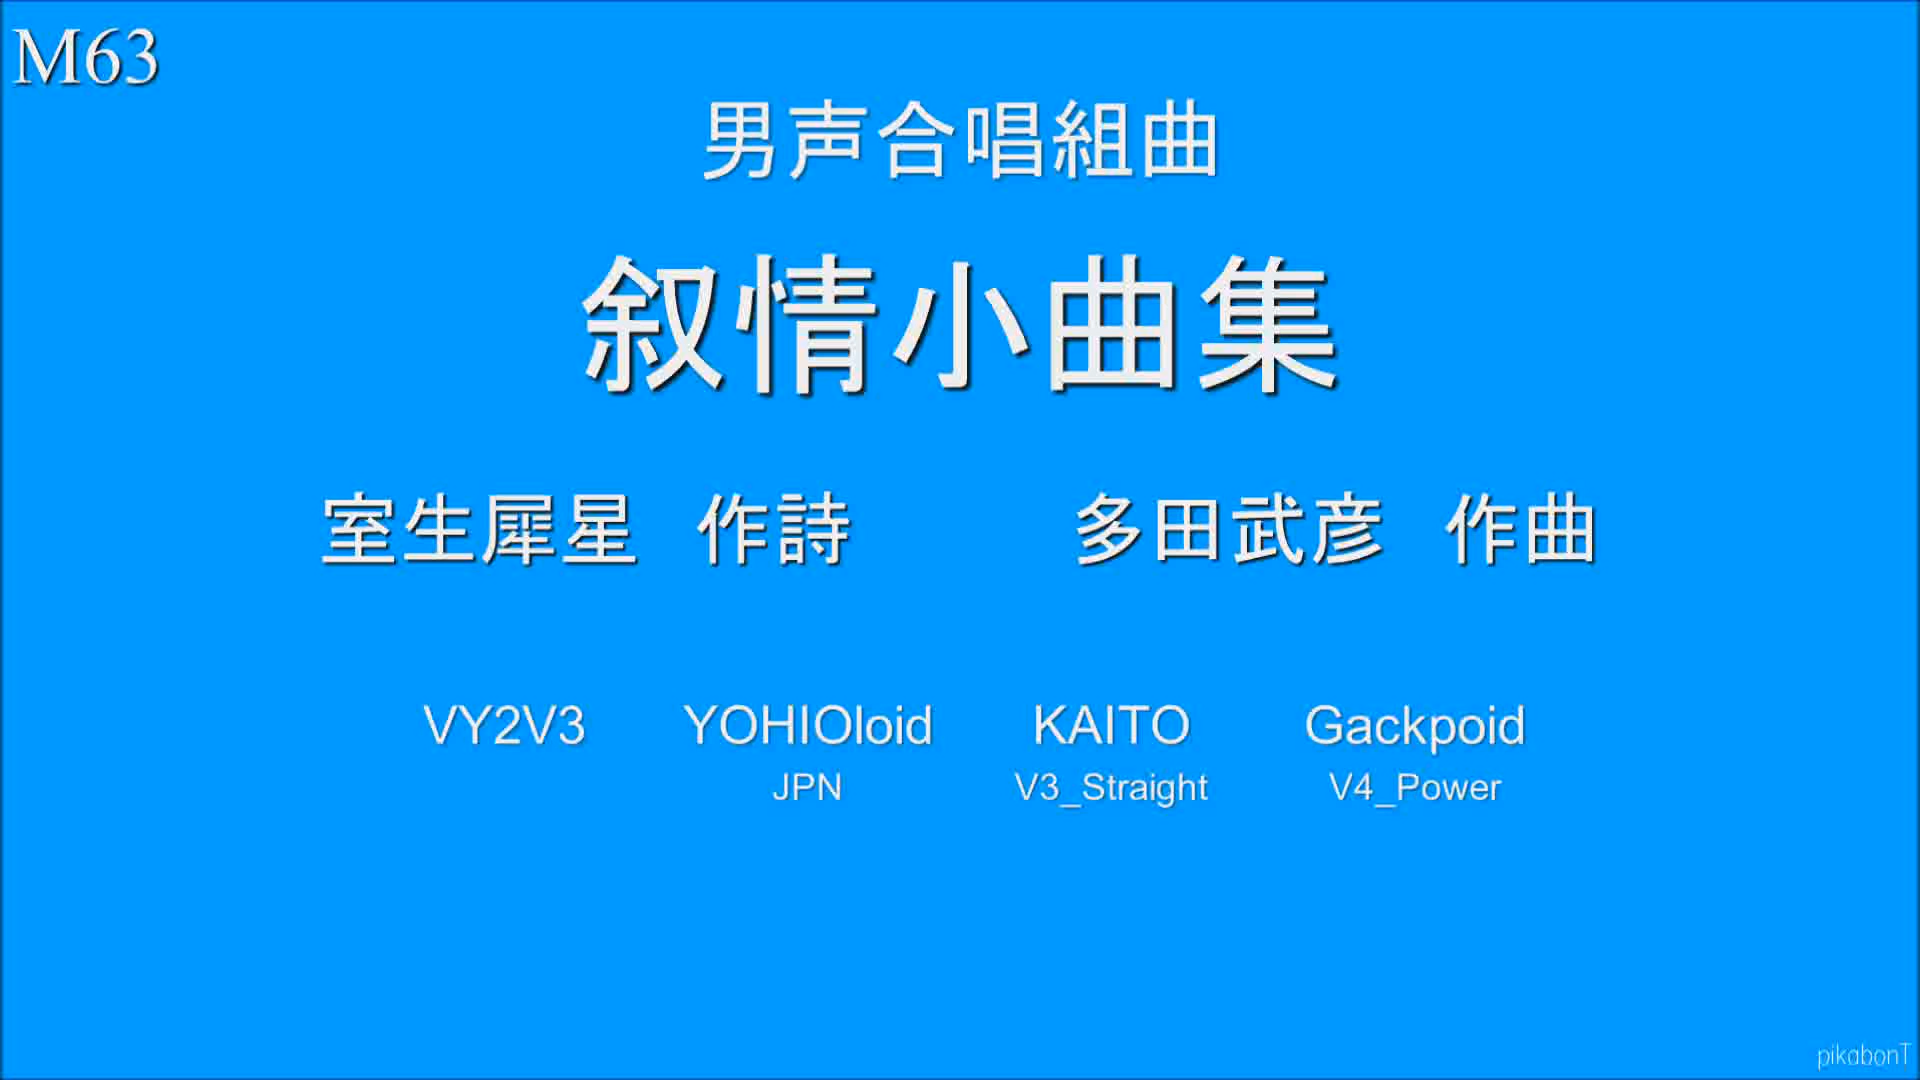 M63
男声合唱組曲
叙情小曲集
室生犀星　作詩　　　多田武彦　作曲
VY2V3 YOHIOloid KAITO Gackpoid
JPN V3_Straight V4_Power
pikabonT